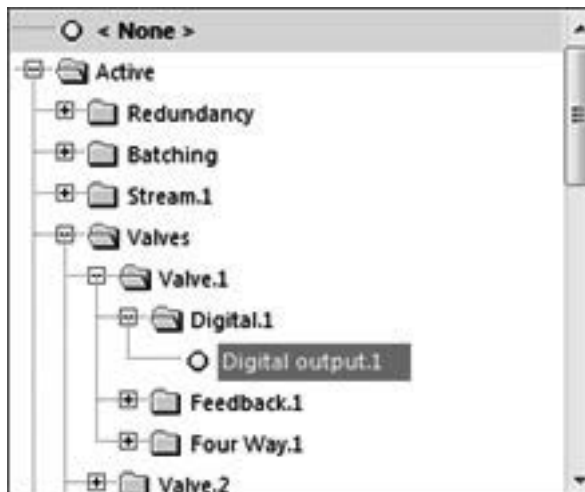 < None >
Active
Redundancy
Batching
Stream.1
Valves
Valve.1
Digital.1
Digital output.1
Feedback.1
Four Way.1
Valve.2